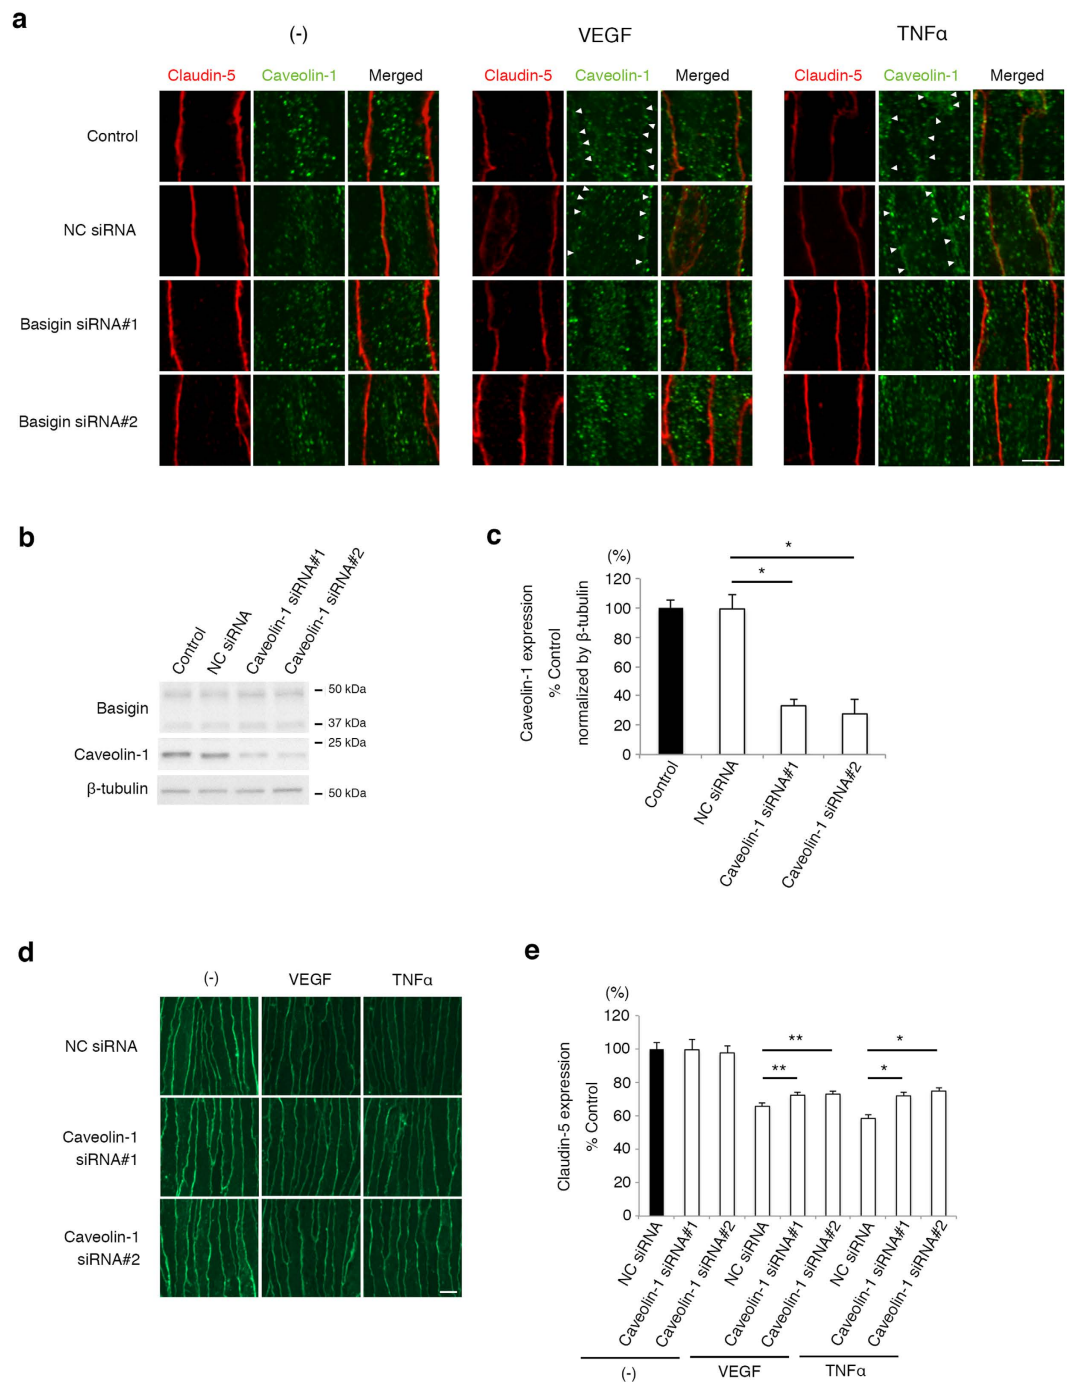 a
(-)
VEGF
TNFα
Claudin-5 Caveolin-1 Merged
Claudin-5 Caveolin-1 Merged
Claudin-5 Caveolin-1 Merged
Control
NC siRNA
Basigin siRNA#1
Basigin siRNA#2
b
Control
NC siRNA
Caveolin-1 siRNA#1
Caveolin-1 siRNA#2
Basigin
50 kDa
37 kDa
Caveolin-1
25 kDa
β-tubulin
50 kDa
c
(%)
Caveolin-1 expression
% Control
normalized by β-tubulin
120
100
80
60
40
20
0
*
*
Control
NC siRNA
Caveolin-1 siRNA#1
Caveolin-1 siRNA#2
d
(-)
VEGF
TNFα
NC siRNA
Caveolin-1
siRNA#1
Caveolin-1
siRNA#2
e
(%)
Claudin-5 expression
% Control
120
100
80
60
40
20
0
**
**
*
*
NC siRNA
Caveolin-1 siRNA#1
Caveolin-1 siRNA#2
NC siRNA
Caveolin-1 siRNA#1
Caveolin-1 siRNA#2
NC siRNA
Caveolin-1 siRNA#1
Caveolin-1 siRNA#2
(-)
VEGF
TNFα